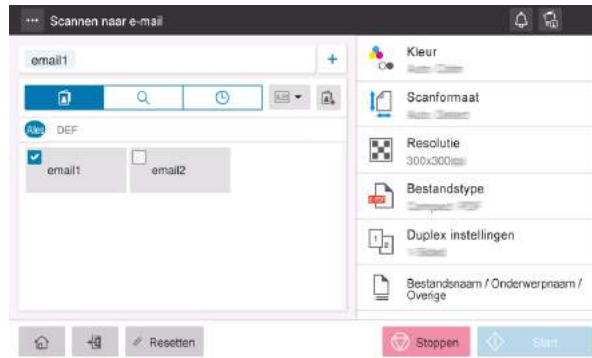 Scannen naar e-mail
email1
+
Alles DEF
email1
email2
Kleur
Scanformaat
Resolutie
300x300
Bestandstype
Duplex instellingen
Bestandsnaam / Onderwerpnaam /
Overige
Resetten
Stoppen
Start